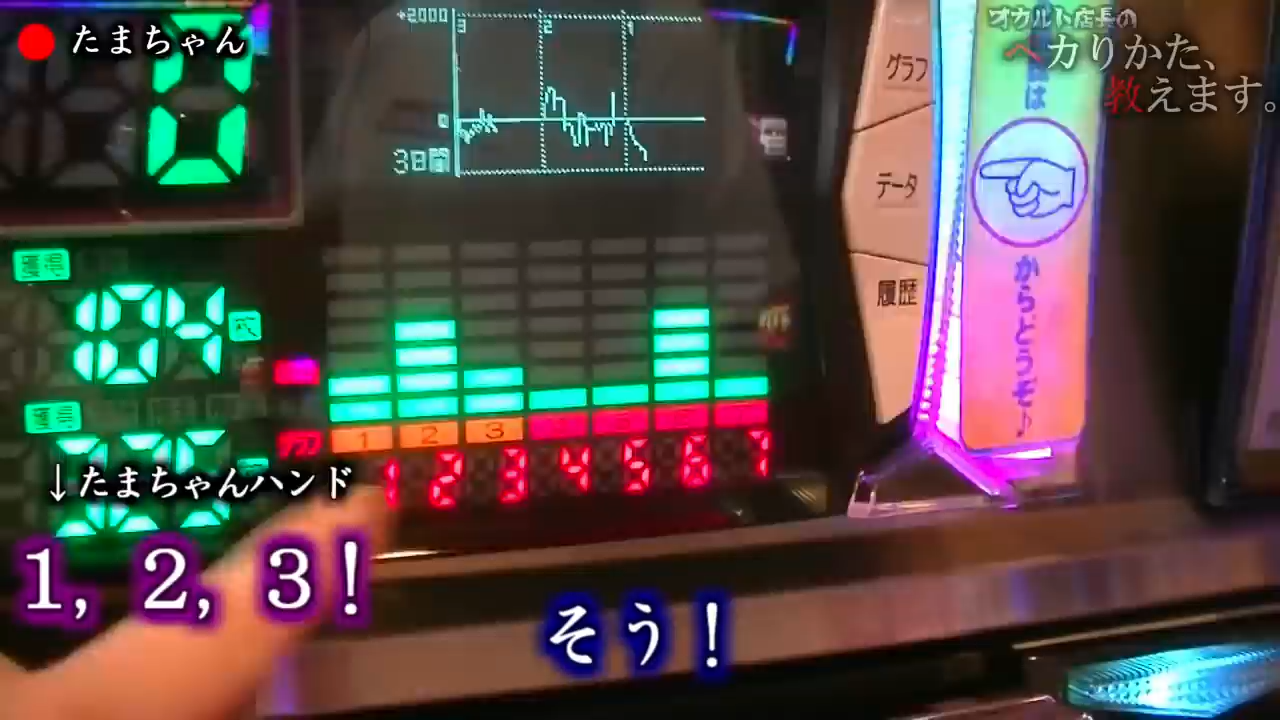 たまちゃん
オカルト店長の
ペカりかた、
教えます。
+2000
3 2 1
0
3日間
グラフ
データ
履歴
は
からどうぞ♪
04
1 2 3
1 2 3 4 5 6 7
↓たまちゃんハンド
1, 2, 3!
そう!